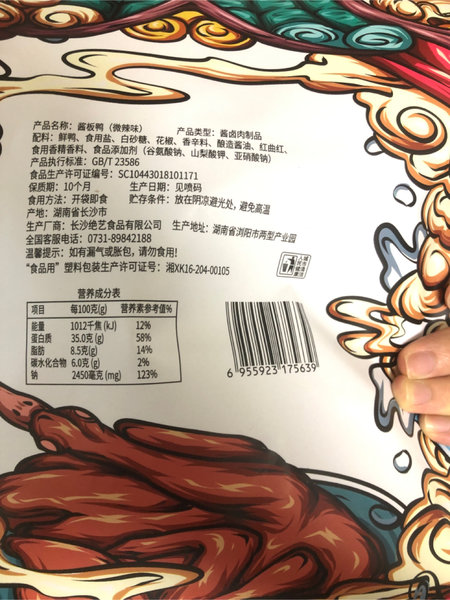 产品名称：酱板鸭（微辣味） 产品类型：酱卤肉制品
配料：鲜鸭、食用盐、白砂糖、花椒、香辛料、酿造酱油、红曲红、
食用香精香料、食品添加剂（谷氨酸钠、山梨酸钾、亚硝酸钠）
产品执行标准：GB/T 23586
食品生产许可证编号：SC10443018101171
保质期：10个月 生产日期：见喷码
食用方法：开袋即食 贮存条件：放在阴凉避光处，避免高温
产地：湖南省长沙市
生产厂商：长沙绝艺食品有限公司 生产地址：湖南省浏阳市两型产业园
全国客服电话：0731-89842188
温馨提示：如有漏气或胀包，请勿食用！
“食品用”塑料包装生产许可证号：湘XK16-204-00105
营养成分表
项目 每100克(g) 营养素参考值%
能量 1012千焦(kJ) 12%
蛋白质 35.0克(g) 58%
脂肪 8.5克(g) 14%
碳水化合物 6.0克(g) 2%
钠 2450毫克(mg) 123%
6 955923 175639